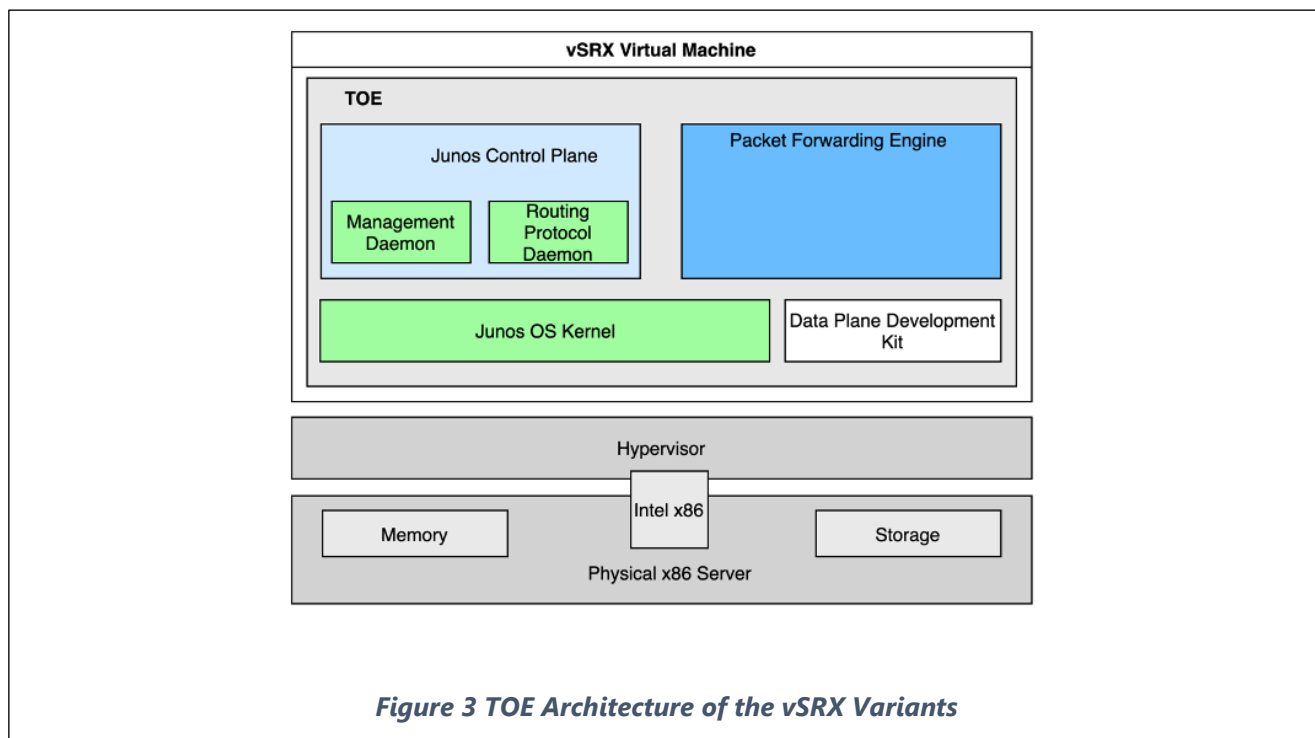 vSRX Virtual Machine
TOE
Junos Control Plane
Management
Daemon
Routing
Protocol
Daemon
Packet Forwarding Engine
Junos OS Kernel
Data Plane Development
Kit
Hypervisor
Intel x86
Memory
Storage
Physical x86 Server
Figure 3 TOE Architecture of the vSRX Variants